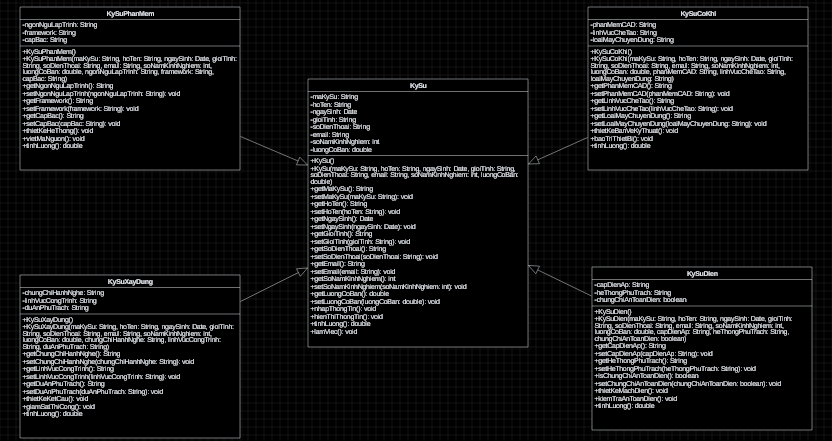 KySuPhanMem
-ngonNguLapTrinh: String
-framework: String
-capBac: String
+KySuPhanMem()
+KySuPhanMem(maKySu: String, hoTen: String, ngaySinh: Date, gioiTinh:
String, soDienThoai: String, email: String, soNamKinhNghiem: int,
luongCoBan: double, ngonNguLapTrinh: String, framework: String,
capBac: String)
+getNgonNguLapTrinh(): String
+setNgonNguLapTrinh(ngonNguLapTrinh: String): void
+getFramework(): String
+setFramework(framework: String): void
+getCapBac(): String
+setCapBac(capBac: String): void
+thietKeHeThong(): void
+vietMaNguon(): void
+tinhLuong(): double
KySuCoKhi
-phanMemCAD: String
-linhVucCheTao: String
-loaiMayChuyenDung: String
+KySuCoKhi()
+KySuCoKhi(maKySu: String, hoTen: String, ngaySinh: Date, gioiTinh:
String, soDienThoai: String, email: String, soNamKinhNghiem: int,
luongCoBan: double, phanMemCAD: String, linhVucCheTao: String,
loaiMayChuyenDung: String)
+getPhanMemCAD(): String
+setPhanMemCAD(phanMemCAD: String): void
+getLinhVucCheTao(): String
+setLinhVucCheTao(linhVucCheTao: String): void
+getLoaiMayChuyenDung(): String
+setLoaiMayChuyenDung(loaiMayChuyenDung: String): void
+thietKeBanVeKyThuat(): void
+baoTriThietBi(): void
+tinhLuong(): double
KySu
-maKySu: String
-hoTen: String
-ngaySinh: Date
-gioiTinh: String
-soDienThoai: String
-email: String
-soNamKinhNghiem: int
-luongCoBan: double
+KySu()
+KySu(maKySu: String, hoTen: String, ngaySinh: Date, gioiTinh: String,
soDienThoai: String, email: String, soNamKinhNghiem: int, luongCoBan:
double)
+getMaKySu(): String
+setMaKySu(maKySu: String): void
+getHoTen(): String
+setHoTen(hoTen: String): void
+getNgaySinh(): Date
+setNgaySinh(ngaySinh: Date): void
+getGioiTinh(): String
+setGioiTinh(gioiTinh: String): void
+getSoDienThoai(): String
+setSoDienThoai(soDienThoai: String): void
+getEmail(): String
+setEmail(email: String): void
+getSoNamKinhNghiem(): int
+setSoNamKinhNghiem(soNamKinhNghiem: int): void
+getLuongCoBan(): double
+setLuongCoBan(luongCoBan: double): void
+nhapThongTin(): void
+hienThiThongTin(): void
+tinhLuong(): double
+lamViec(): void
KySuXayDung
-chungChiHanhNghe: String
-linhVucCongTrinh: String
-duAnPhuTrach: String
+KySuXayDung()
+KySuXayDung(maKySu: String, hoTen: String, ngaySinh: Date, gioiTinh:
String, soDienThoai: String, email: String, soNamKinhNghiem: int,
luongCoBan: double, chungChiHanhNghe: String, linhVucCongTrinh:
String, duAnPhuTrach: String)
+getChungChiHanhNghe(): String
+setChungChiHanhNghe(chungChiHanhNghe: String): void
+getLinhVucCongTrinh(): String
+setLinhVucCongTrinh(linhVucCongTrinh: String): void
+getDuAnPhuTrach(): String
+setDuAnPhuTrach(duAnPhuTrach: String): void
+thietKeKetCau(): void
+giamSatThiCong(): void
+tinhLuong(): double
KySuDien
-capDienAp: String
-heThongPhuTrach: String
-chungChiAnToanDien: boolean
+KySuDien()
+KySuDien(maKySu: String, hoTen: String, ngaySinh: Date, gioiTinh:
String, soDienThoai: String, email: String, soNamKinhNghiem: int,
luongCoBan: double, capDienAp: String, heThongPhuTrach: String,
chungChiAnToanDien: boolean)
+getCapDienAp(): String
+setCapDienAp(capDienAp: String): void
+getHeThongPhuTrach(): String
+setHeThongPhuTrach(heThongPhuTrach: String): void
+isChungChiAnToanDien(): boolean
+setChungChiAnToanDien(chungChiAnToanDien: boolean): void
+thietKeMachDien(): void
+kiemTraAnToanDien(): void
+tinhLuong(): double